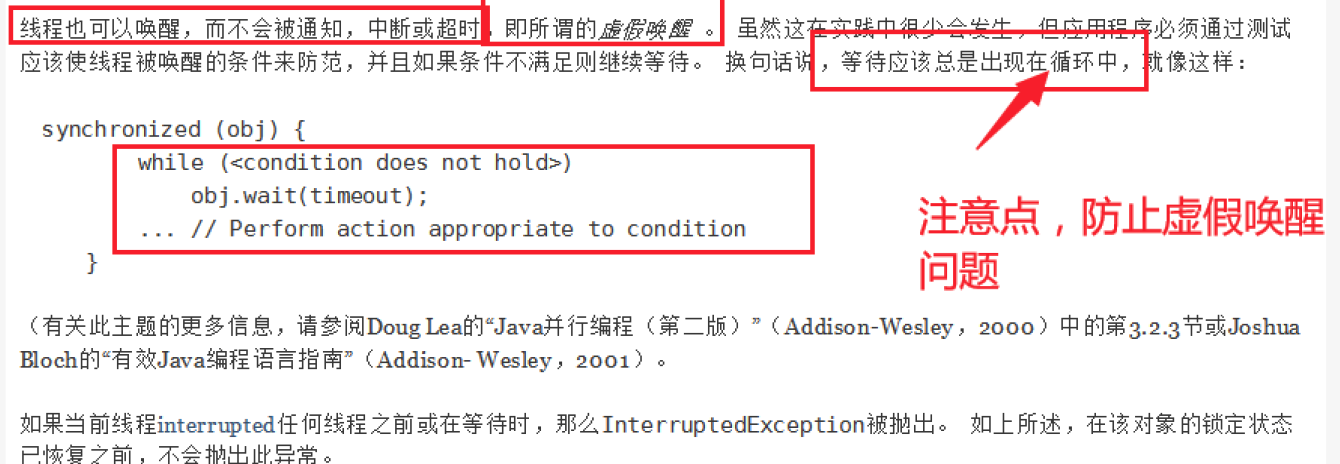 线程也可以唤醒，而不会被通知，中断或超时，即所谓的虚假唤醒 。 虽然这在实践中很少会发生，但应用程序必须通过测试
应该使线程被唤醒的条件来防范，并且如果条件不满足则继续等待。 换句话说，等待应该总是出现在循环中，就像这样：
synchronized (obj) {
while (<condition does not hold>)
obj.wait(timeout);
... // Perform action appropriate to condition
}
注意点，防止虚假唤醒
问题
（有关此主题的更多信息，请参阅Doug Lea的“Java并行编程（第二版）”（Addison-Wesley，2000）中的第3.2.3节或Joshua
Bloch的“有效Java编程语言指南”（Addison- Wesley，2001）。
如果当前线程interrupted任何线程之前或在等待时，那么InterruptedException被抛出。 如上所述，在该对象的锁定状态
已恢复之前，不会抛出此异常。